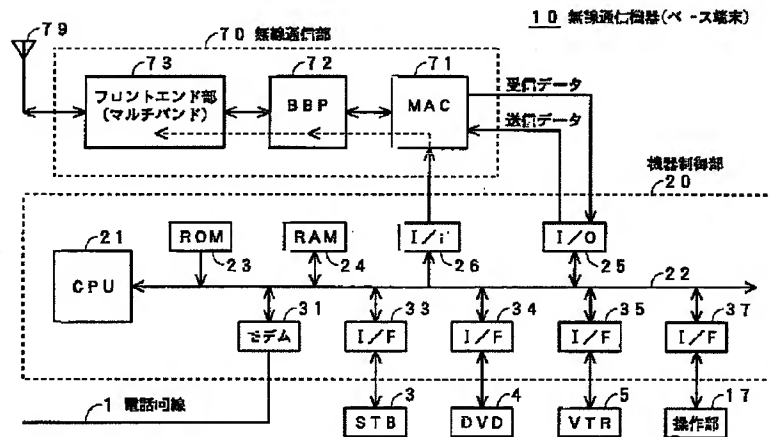 10 無線通信機器(ベース端末)
79
70 無線通信部
73
フロントエンド部
(マルチバンド)
72
BBP
71
MAC
受信データ
送信データ
機器制御部
20
21
CPU
ROM
23
RAM
24
I/i
26
I/O
25
22
31
モデム
33
I/F
34
I/F
35
I/F
37
I/F
1 電話回線
3
STB
4
DVD
5
VTR
17
操作部